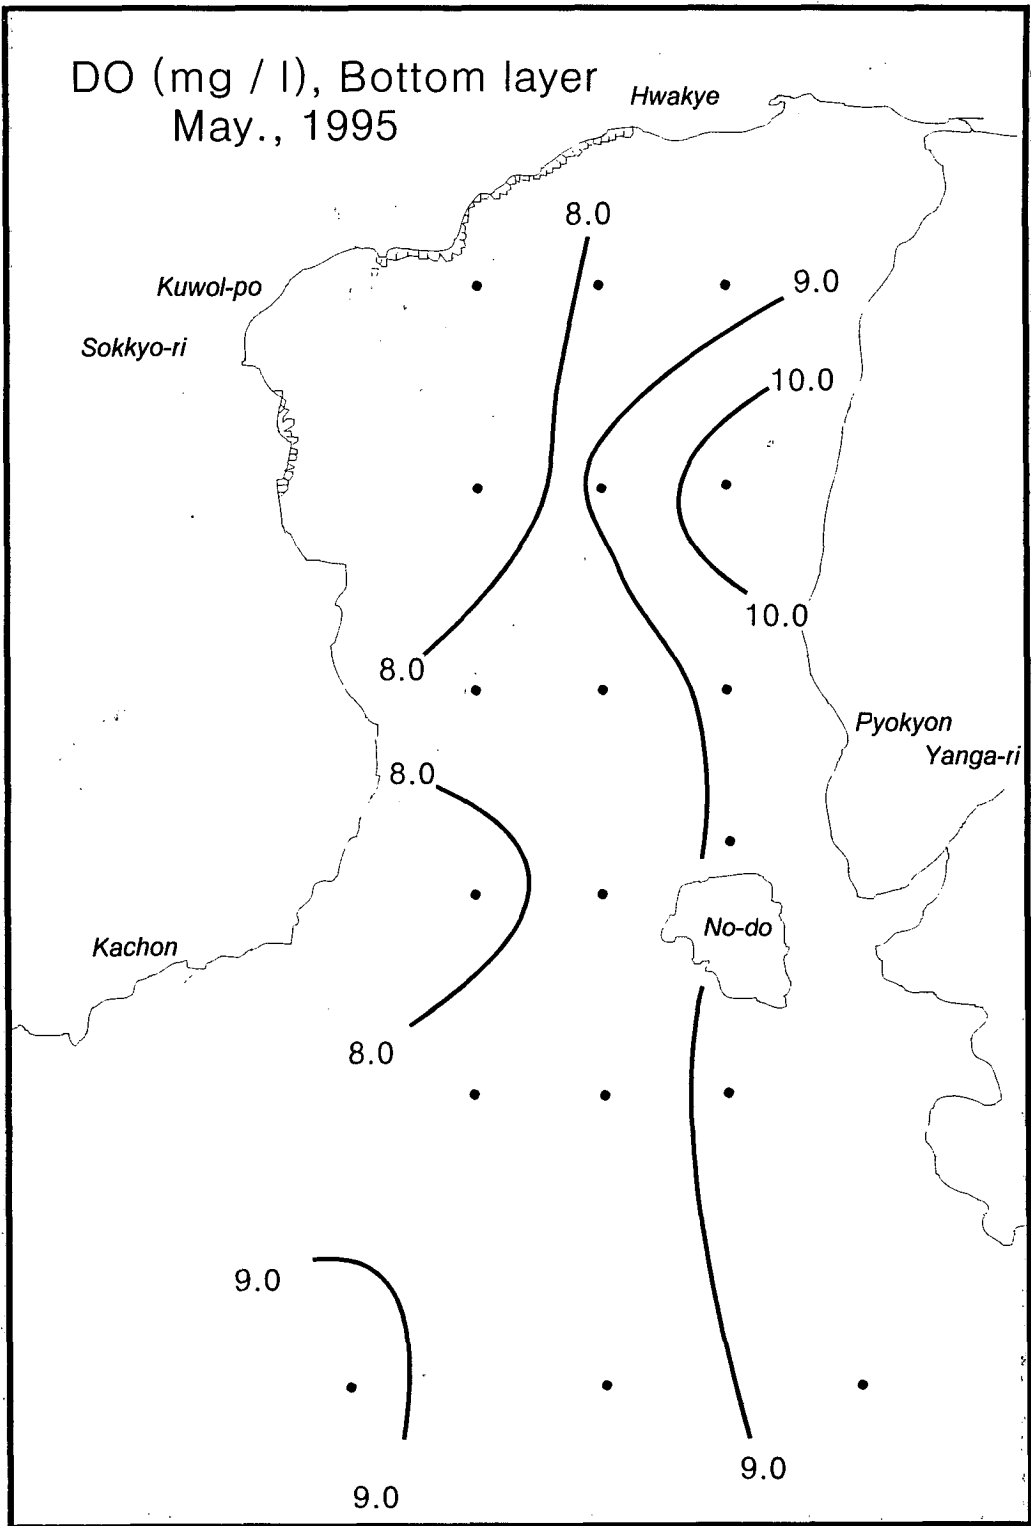 DO (mg / l), Bottom layer
May., 1995
Hwakye
8.0
Kuwol-po
9.0
Sokkyo-ri
10.0
10.0
8.0
Pyokyon
Yanga-ri
8.0
No-do
Kachon
8.0
9.0
9.0
9.0